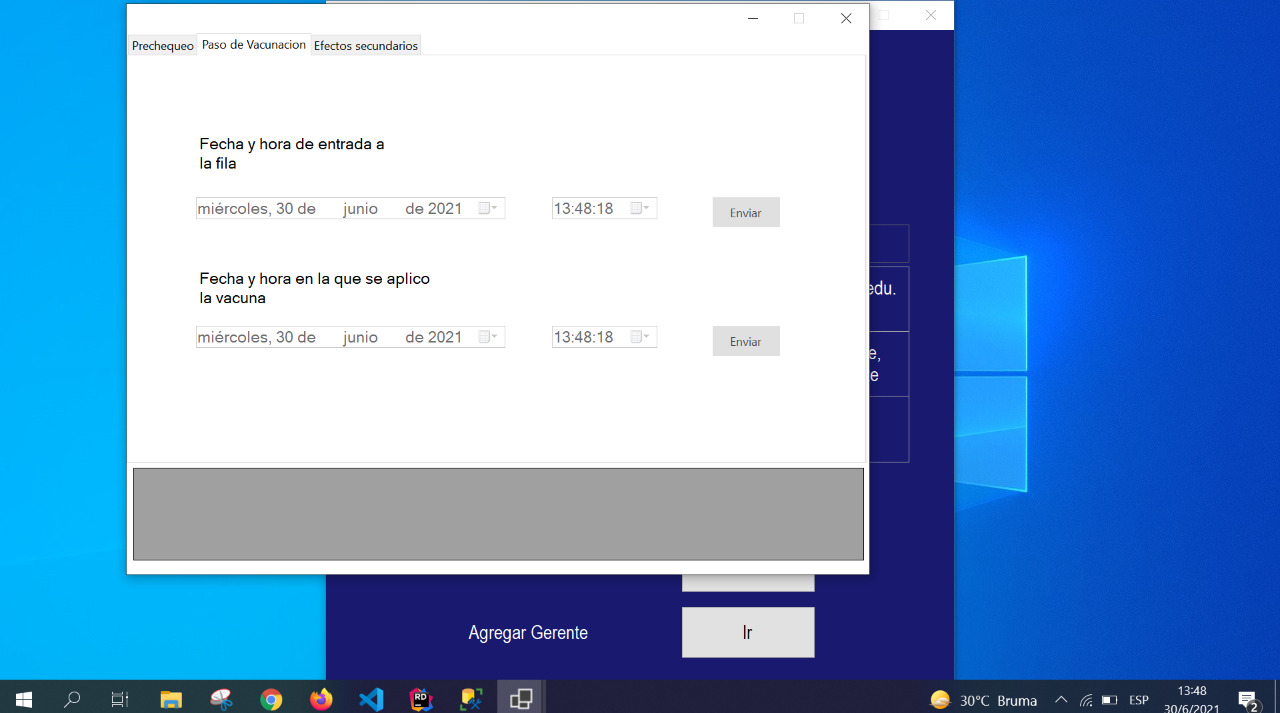 Prechequeo Paso de Vacunacion Efectos secundarios
Fecha y hora de entrada a
la fila
miércoles, 30 de junio de 2021 13:48:18 Enviar
edu.
Fecha y hora en la que se aplico
la vacuna
miércoles, 30 de junio de 2021 13:48:18 Enviar
e,
e
Agregar Gerente Ir
RD
30°C Bruma ESP 13:48
30/6/2021 2